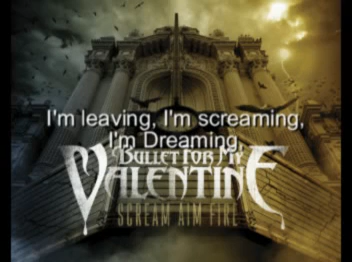 I'm leaving, I'm screaming,
I'm Dreaming,
BULLET FOR MY
VALENTINE
SCREAM AIM FIRE